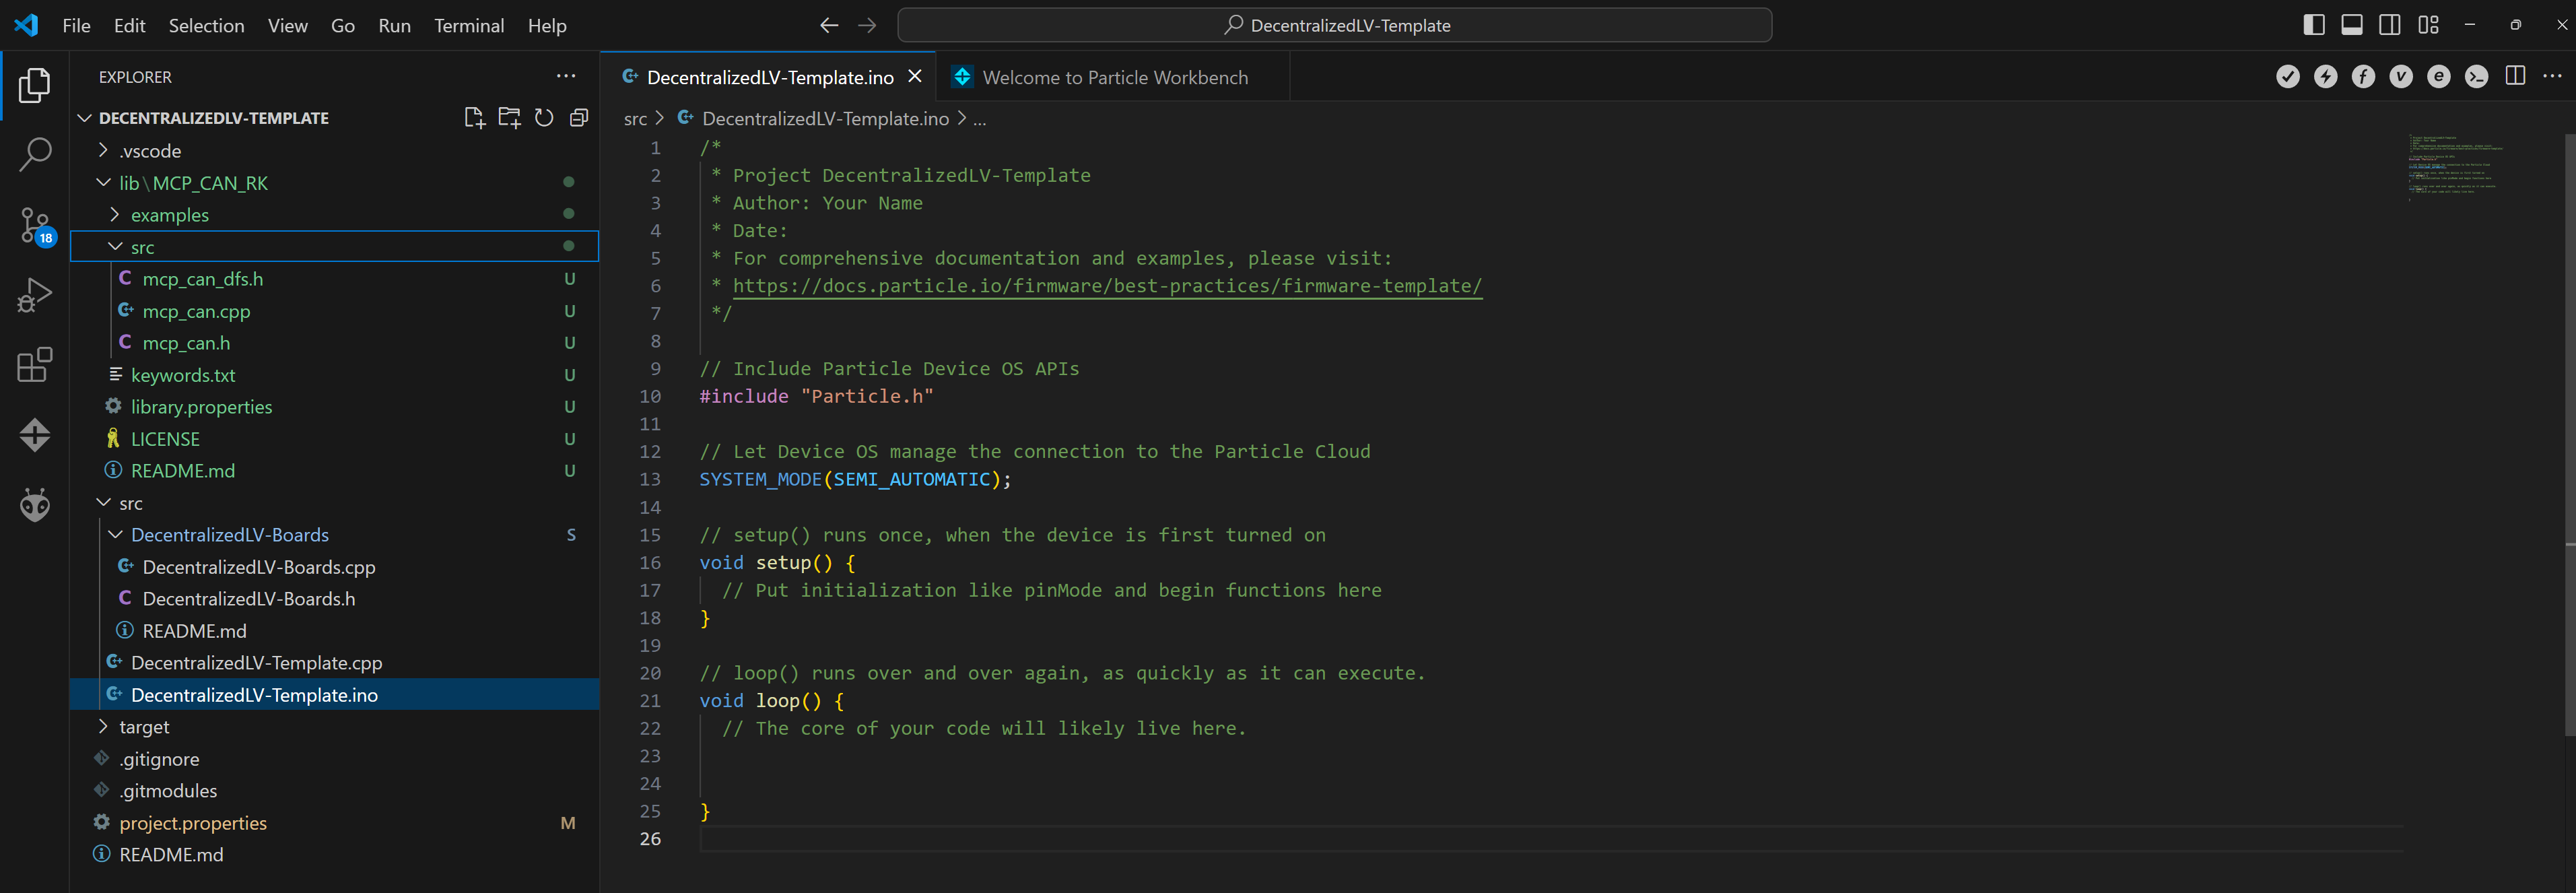 File Edit Selection View Go Run Terminal Help
DecentralizedLV-Template
EXPLORER
DECENTRALIZEDLV-TEMPLATE
.vscode
lib\MCP_CAN_RK
examples
src
mcp_can_dfs.h U
mcp_can.cpp U
mcp_can.h U
keywords.txt U
library.properties U
LICENSE U
README.md U
src
DecentralizedLV-Boards S
DecentralizedLV-Boards.cpp
DecentralizedLV-Boards.h
README.md
DecentralizedLV-Template.cpp
DecentralizedLV-Template.ino
target
.gitignore
.gitmodules
project.properties M
README.md
18
DecentralizedLV-Template.ino Welcome to Particle Workbench
src > DecentralizedLV-Template.ino > ...
1 /*
2 * Project DecentralizedLV-Template
3 * Author: Your Name
4 * Date:
5 * For comprehensive documentation and examples, please visit:
6 * https://docs.particle.io/firmware/best-practices/firmware-template/
7 */
8
9 // Include Particle Device OS APIs
10 #include "Particle.h"
11
12 // Let Device OS manage the connection to the Particle Cloud
13 SYSTEM_MODE(SEMI_AUTOMATIC);
14
15 // setup() runs once, when the device is first turned on
16 void setup() {
17 // Put initialization like pinMode and begin functions here
18 }
19
20 // loop() runs over and over again, as quickly as it can execute.
21 void loop() {
22 // The core of your code will likely live here.
23
24
25 }
26